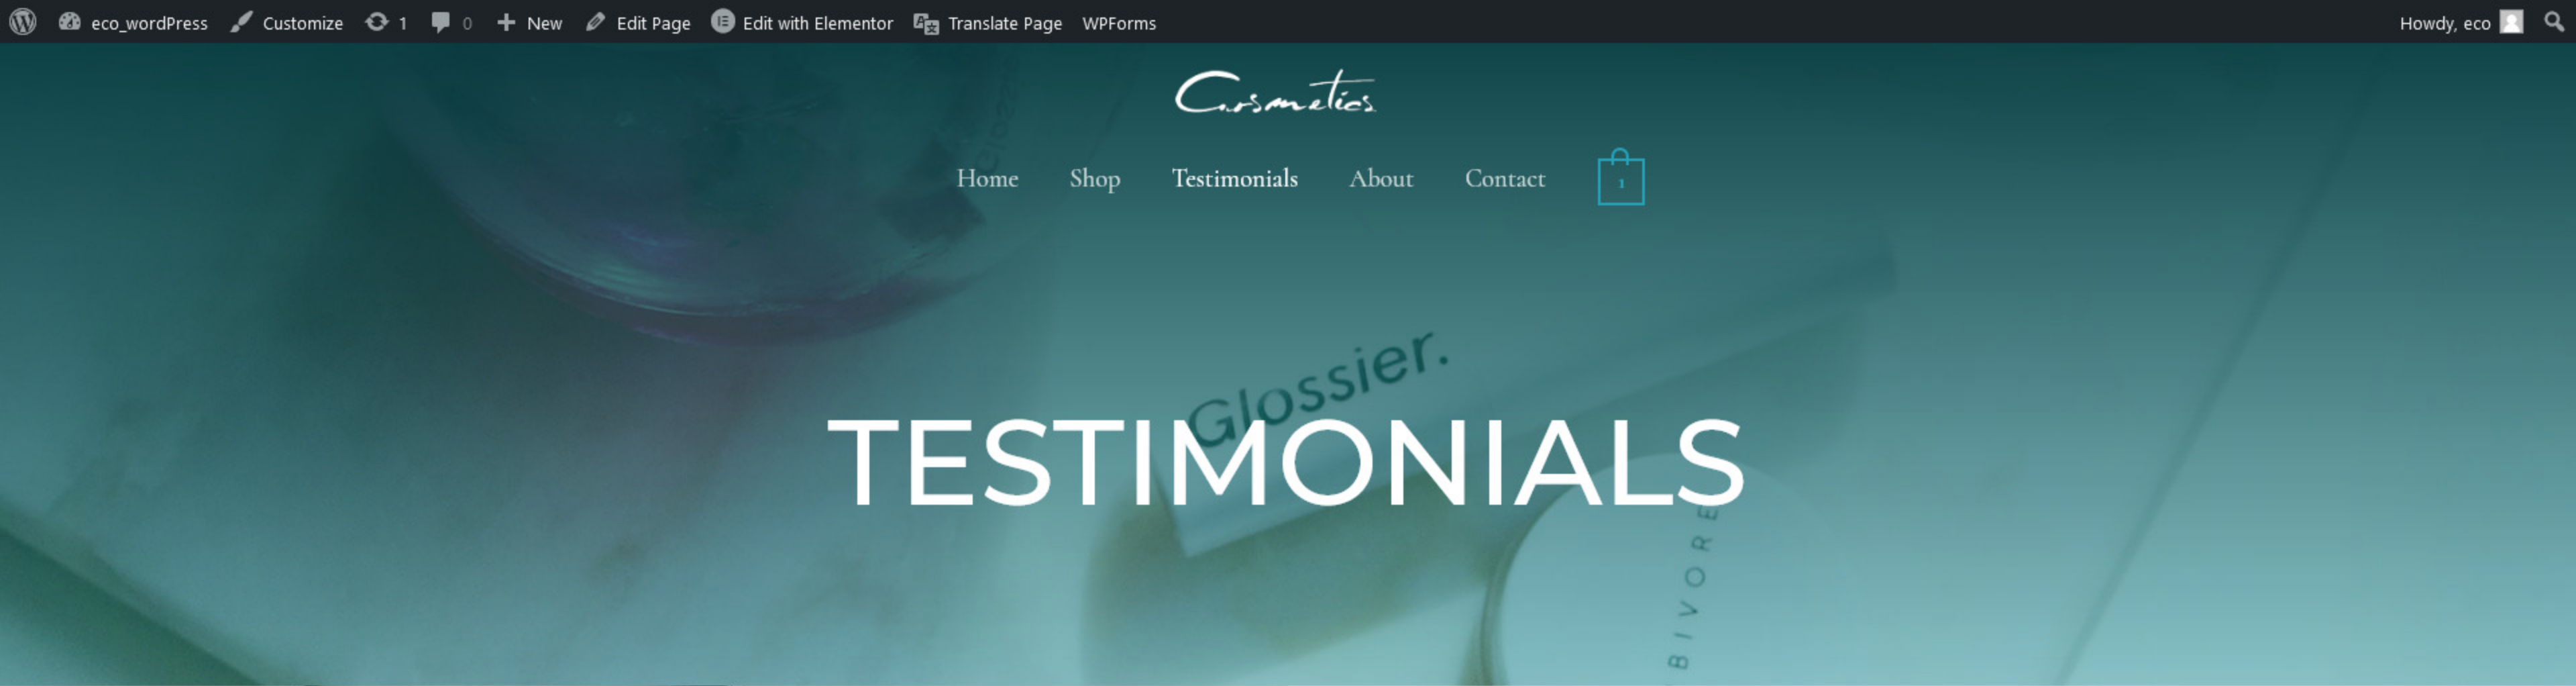 eco_wordPress Customize 1 0 New Edit Page Edit with Elementor Translate Page WPForms Howdy, eco
Cosmetics
Home Shop Testimonials About Contact 1
Glossier.
TESTIMONIALS
BIVORE